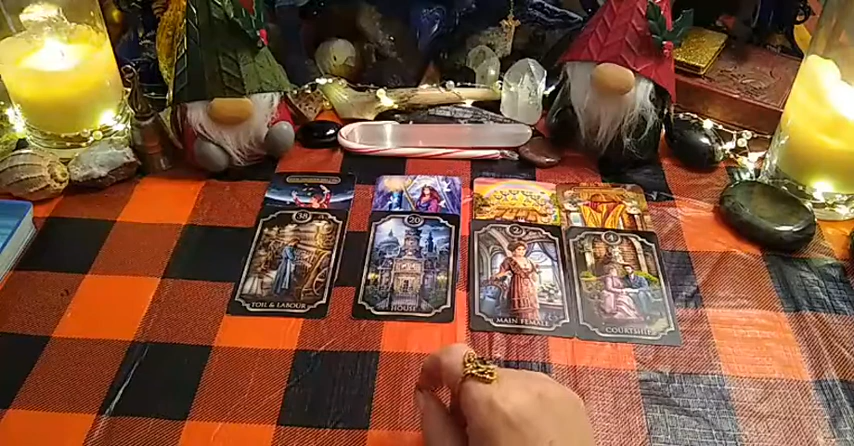 38
TOIL & LABOUR
20
HOUSE
2
MAIN FEMALE
4
COURTSHIP